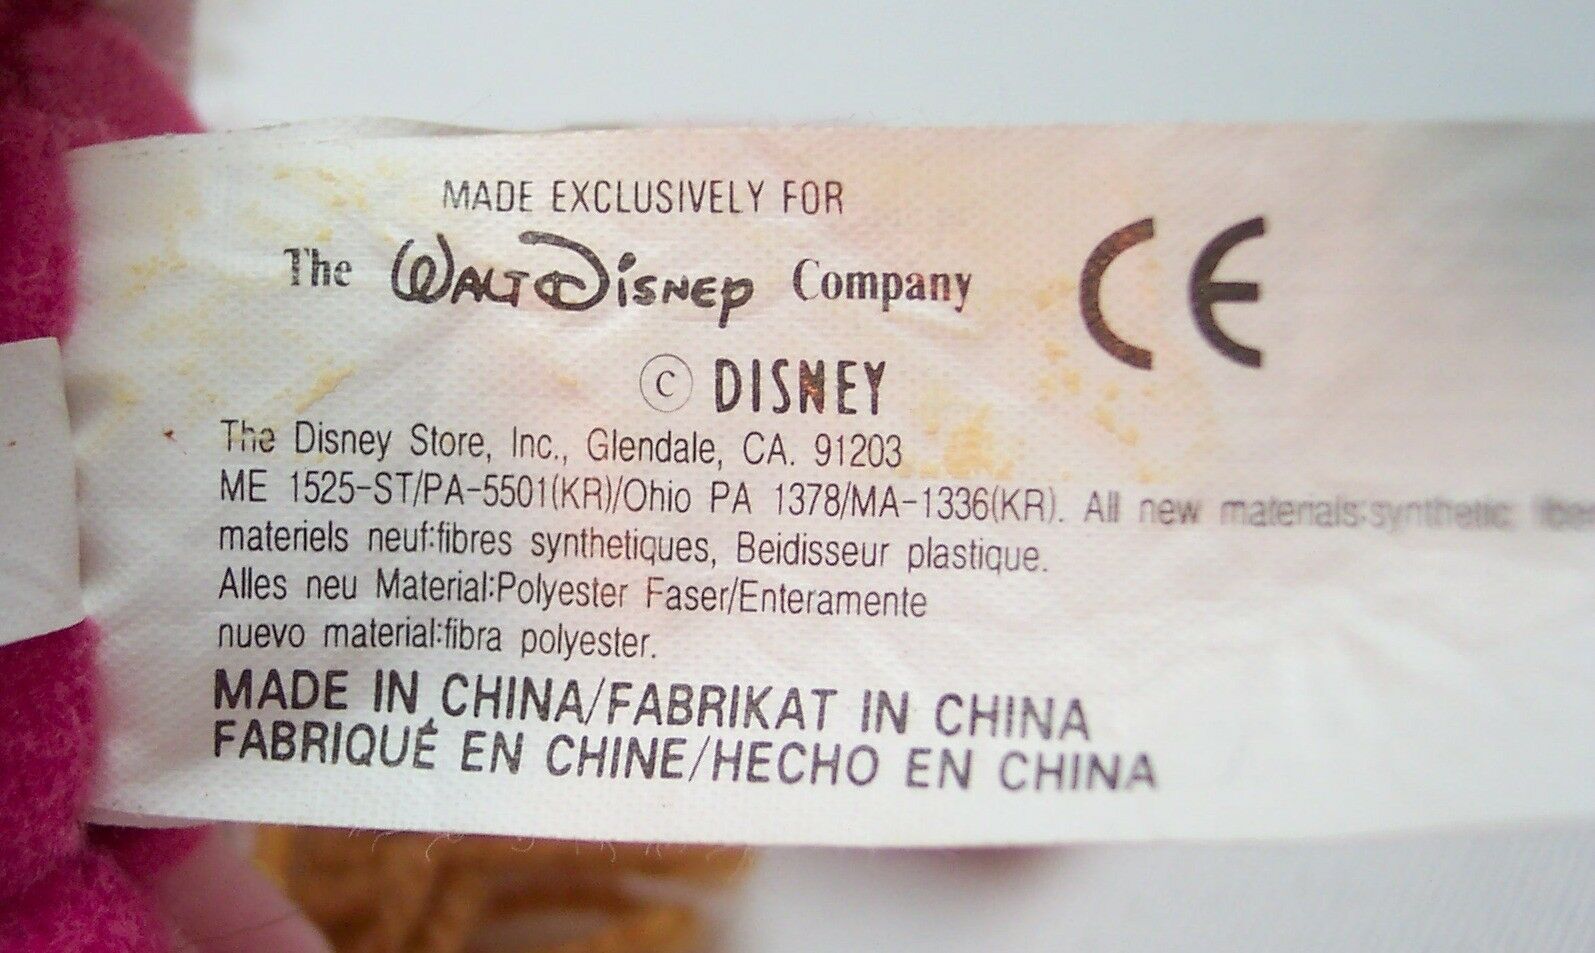 MADE EXCLUSIVELY FOR
The WALT DISNEY Company
CE
© DISNEY
The Disney Store, Inc., Glendale, CA. 91203
ME 1525-ST/PA-5501(KR)/Ohio PA 1378/MA-1336(KR). All new materials:synthetic
materiels neuf:fibres synthetiques, Beidisseur plastique.
Alles neu Material:Polyester Faser/Enteramente
nuevo material:fibra polyester.
MADE IN CHINA/FABRIKAT IN CHINA
FABRIQUÉ EN CHINE/HECHO EN CHINA